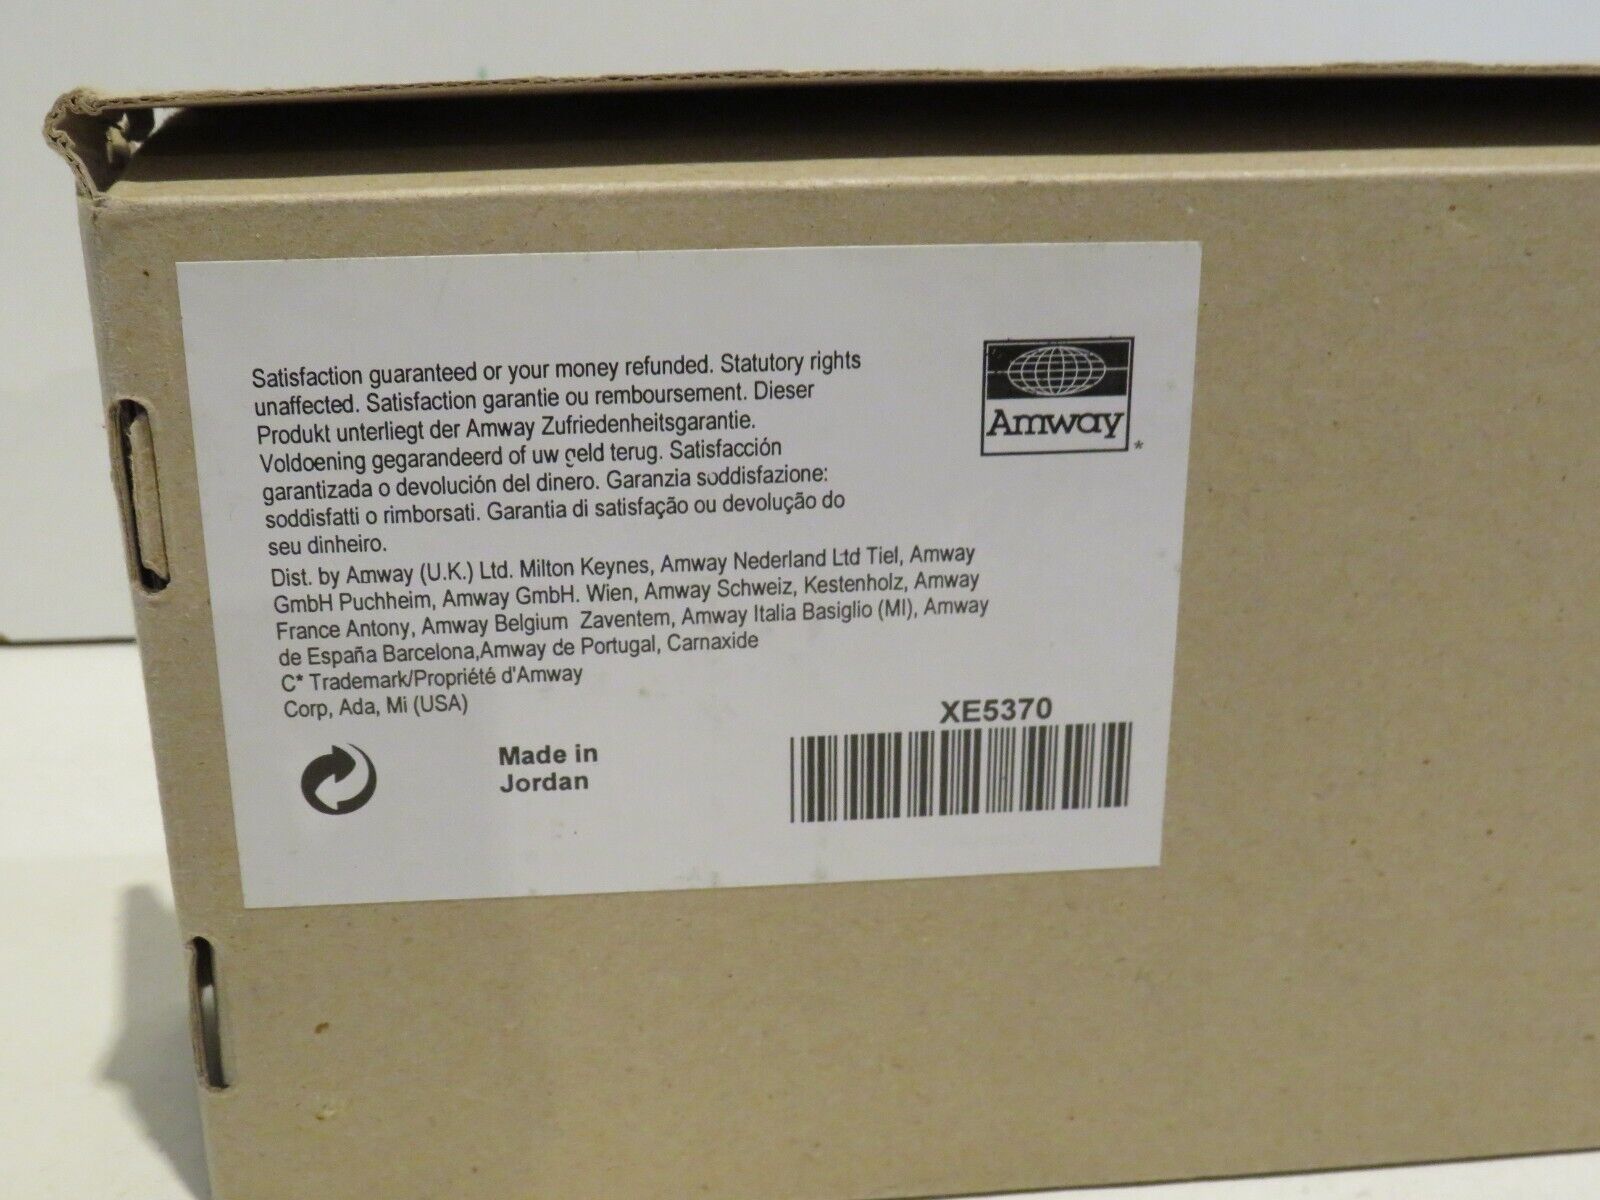 Satisfaction guaranteed or your money refunded. Statutory rights
unaffected. Satisfaction garantie ou remboursement. Dieser
Produkt unterliegt der Amway Zufriedenheitsgarantie.
Voldoening gegarandeerd of uw geld terug. Satisfacción
garantizada o devolución del dinero. Garanzia soddisfazione:
soddisfatti o rimborsati. Garantia di satisfação ou devolução do
seu dinheiro.
Dist. by Amway (U.K.) Ltd. Milton Keynes, Amway Nederland Ltd Tiel, Amway
GmbH Puchheim, Amway GmbH. Wien, Amway Schweiz, Kestenholz, Amway
France Antony, Amway Belgium Zaventem, Amway Italia Basiglio (MI), Amway
de España Barcelona,Amway de Portugal, Carnaxide
C* Trademark/Propriété d'Amway
Corp, Ada, Mi (USA)
Amway*
Made in
Jordan
XE5370